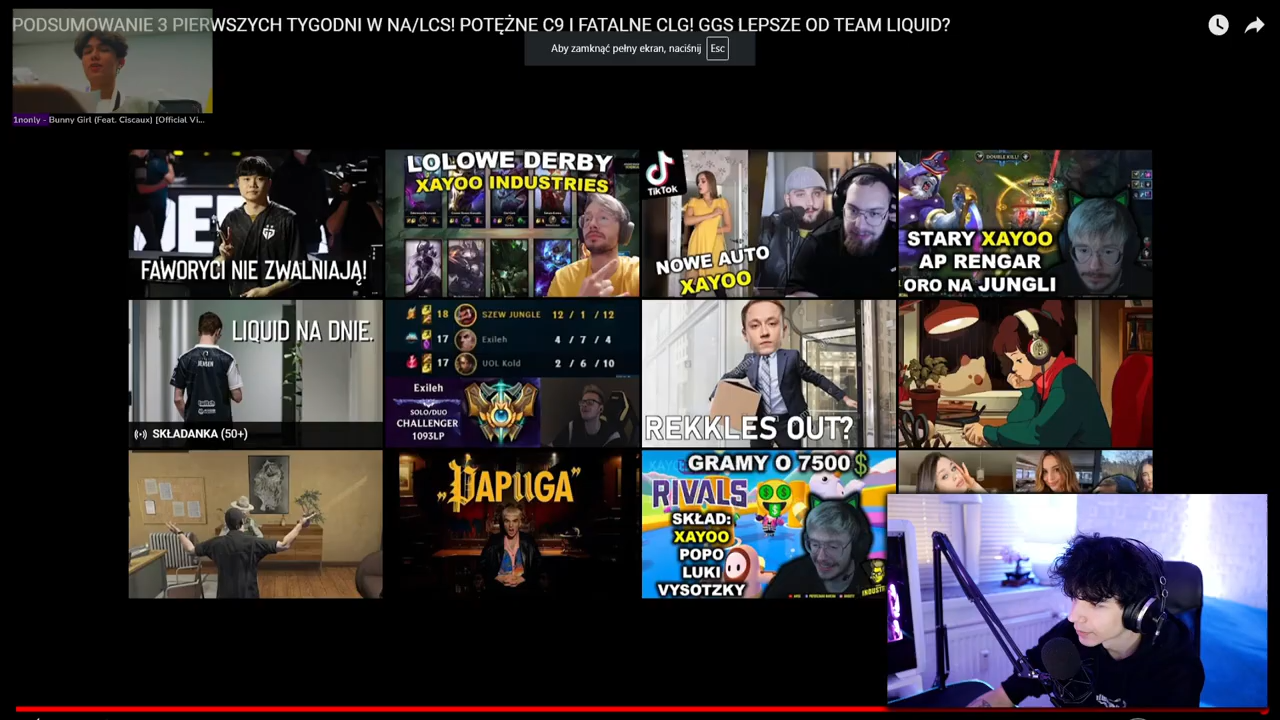 PODSUMOWANIE 3 PIERWSZYCH TYGODNI W NA/LCS! POTĘŻNE C9 I FATALNE CLG! GGS LEPSZE OD TEAM LIQUID?
Aby zamknąć pełny ekran, naciśnij Esc
1nonly - Bunny Girl (Feat. Ciscaux) [Official Vi...
FAWORYCI NIE ZWALNIAJĄ!
LOLOWE DERBY
XAYOO INDUSTRIES
TikTok
NOWE AUTO
XAYOO
DOUBLE KILL!
STARY XAYOO
AP RENGAR
ORO NA JUNGLI
LIQUID NA DNIE.
JENSEN
twitch
SKŁADANKA (50+)
18 SZEW JUNGLE 12 / 1 / 12
17 Exileh 4 / 7 / 4
17 UOL Kold 2 / 6 / 10
Exileh
SOLO/DUO
CHALLENGER
1093LP
REKKLES OUT?
„PAPUGA”
GRAMY O 7500 $
RIVALS
SKŁAD:
XAYOO
POPO
LUKI
VYSOTZKY